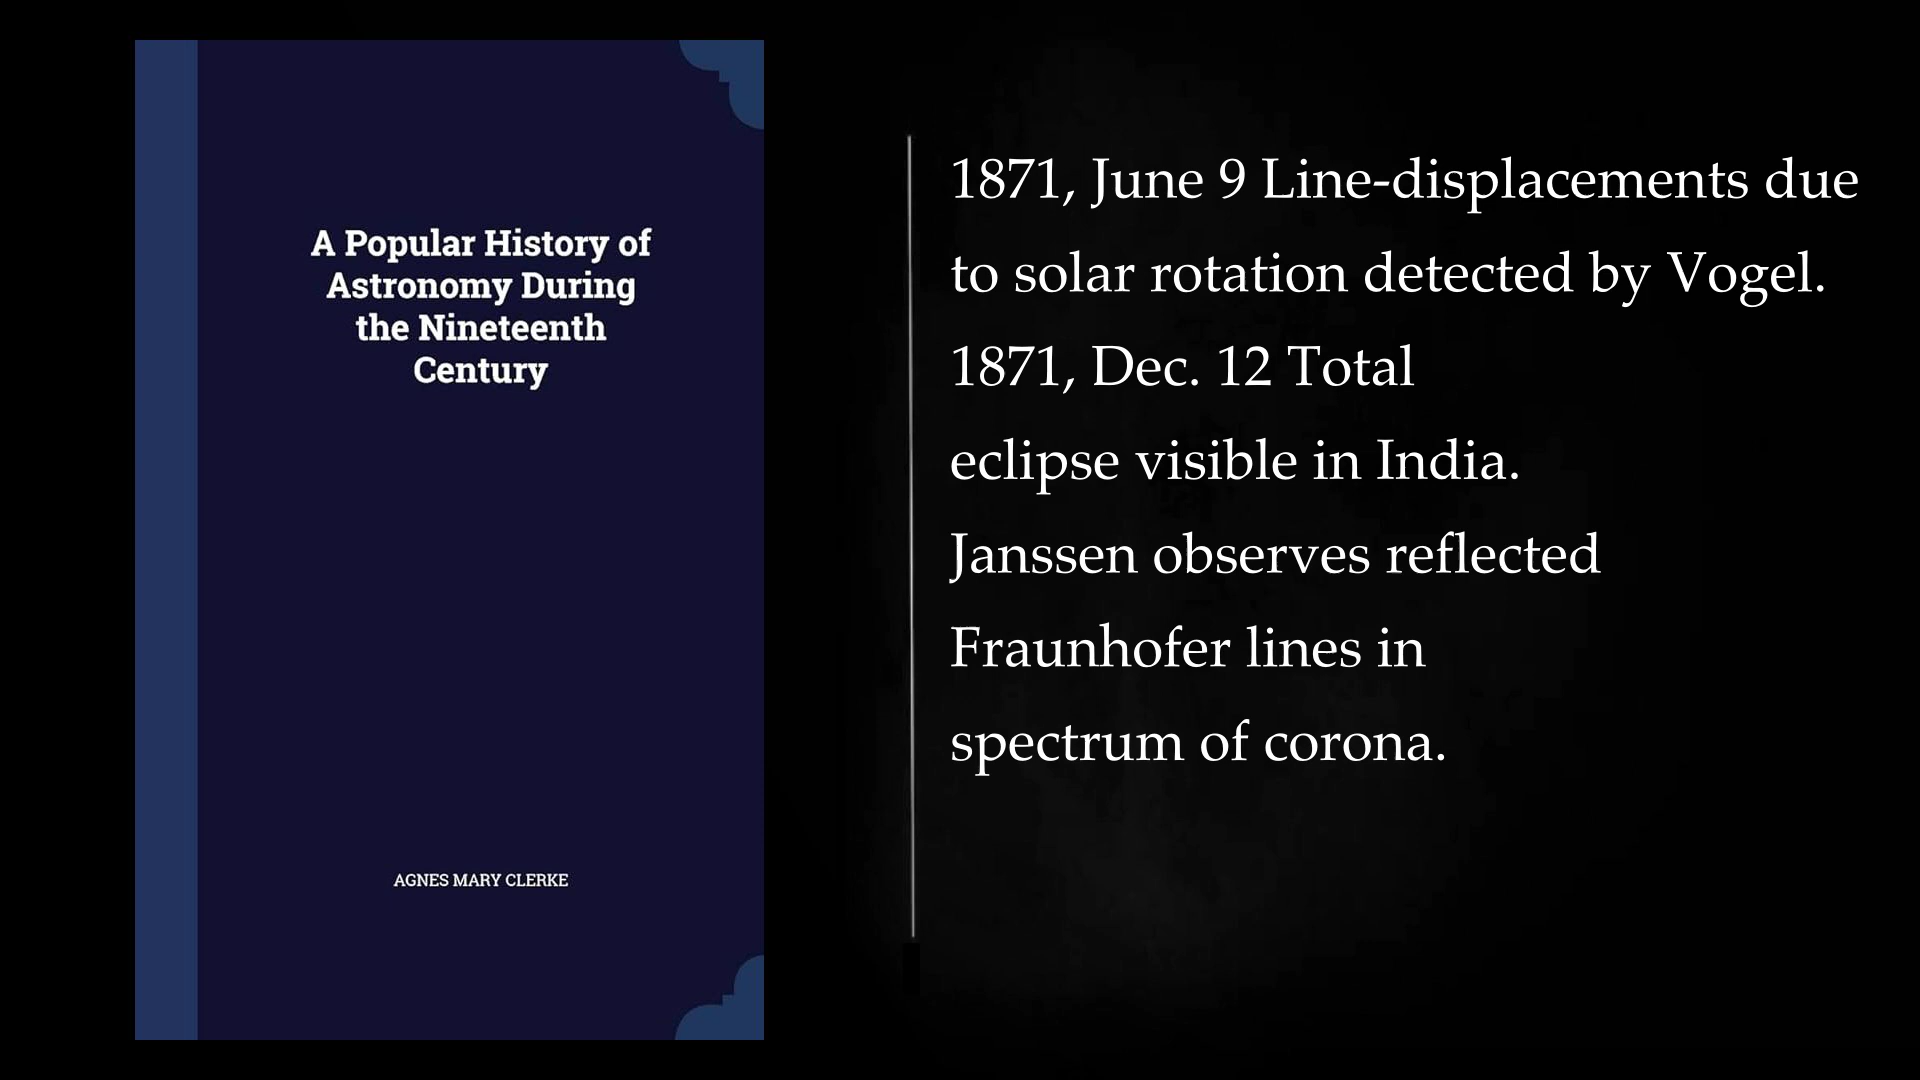 A Popular History of
Astronomy During
the Nineteenth
Century
AGNES MARY CLERKE
1871, June 9 Line-displacements due
to solar rotation detected by Vogel.
1871, Dec. 12 Total
eclipse visible in India.
Janssen observes reflected
Fraunhofer lines in
spectrum of corona.